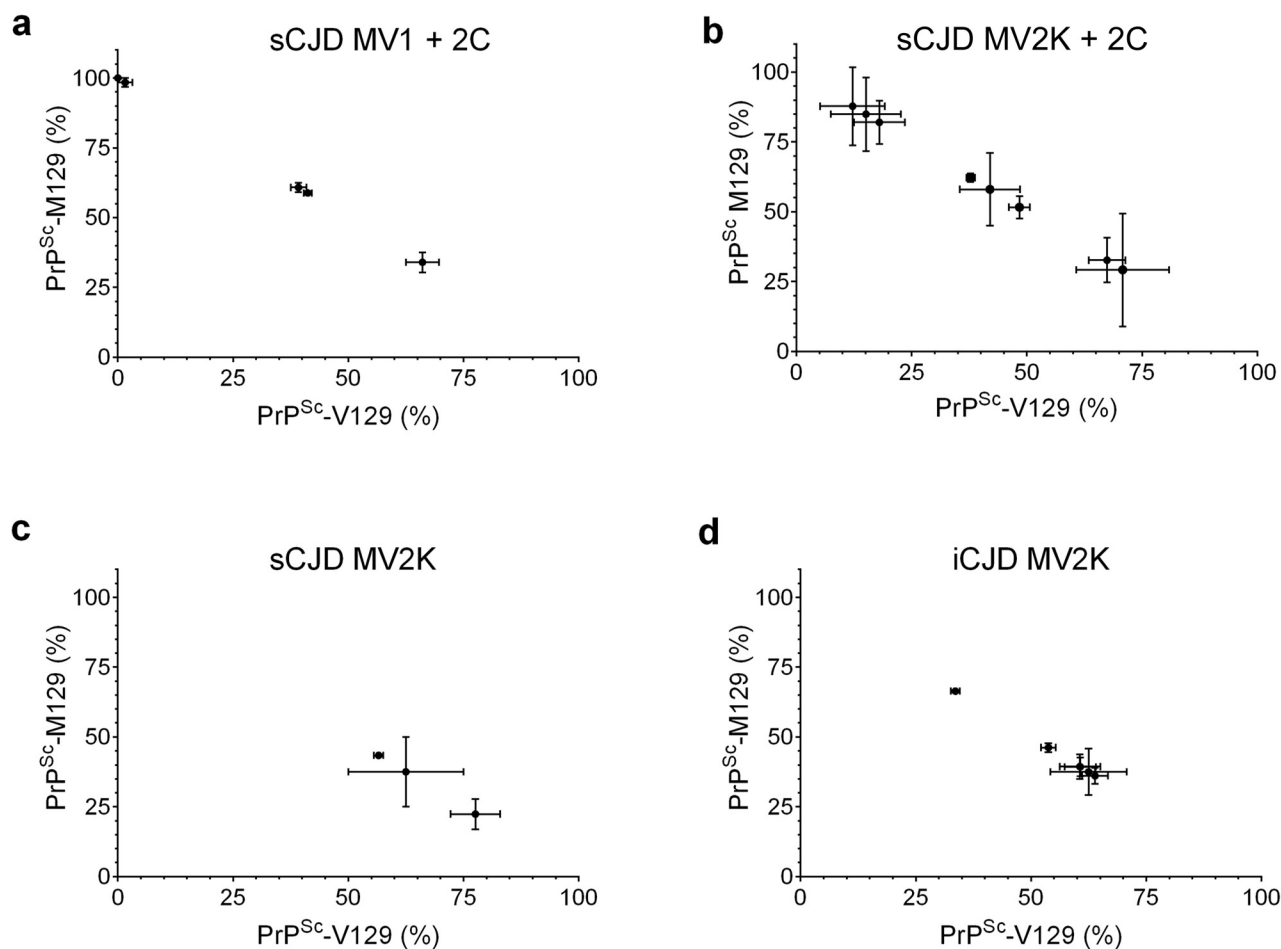 a
sCJD MV1 + 2C
PrP^Sc-M129 (%)
100
75
50
25
0
0 25 50 75 100
PrP^Sc-V129 (%)
b
sCJD MV2K + 2C
PrP^Sc M129 (%)
100
75
50
25
0
0 25 50 75 100
PrP^Sc-V129 (%)
c
sCJD MV2K
PrP^Sc-M129 (%)
100
75
50
25
0
0 25 50 75 100
PrP^Sc-V129 (%)
d
iCJD MV2K
PrP^Sc-M129 (%)
100
75
50
25
0
0 25 50 75 100
PrP^Sc-V129 (%)